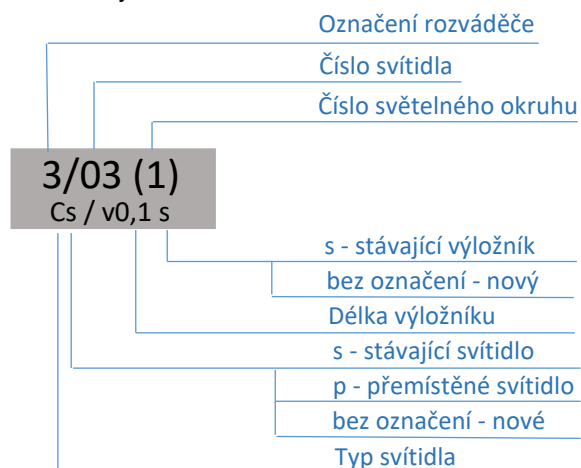 Označení rozváděče
Číslo svítidla
Číslo světelného okruhu
3/03 (1)
Cs / v0,1 s
s - stávající výložník
bez označení - nový
Délka výložníku
s - stávající svítidlo
p - přemístěné svítidlo
bez označení - nové
Typ svítidla